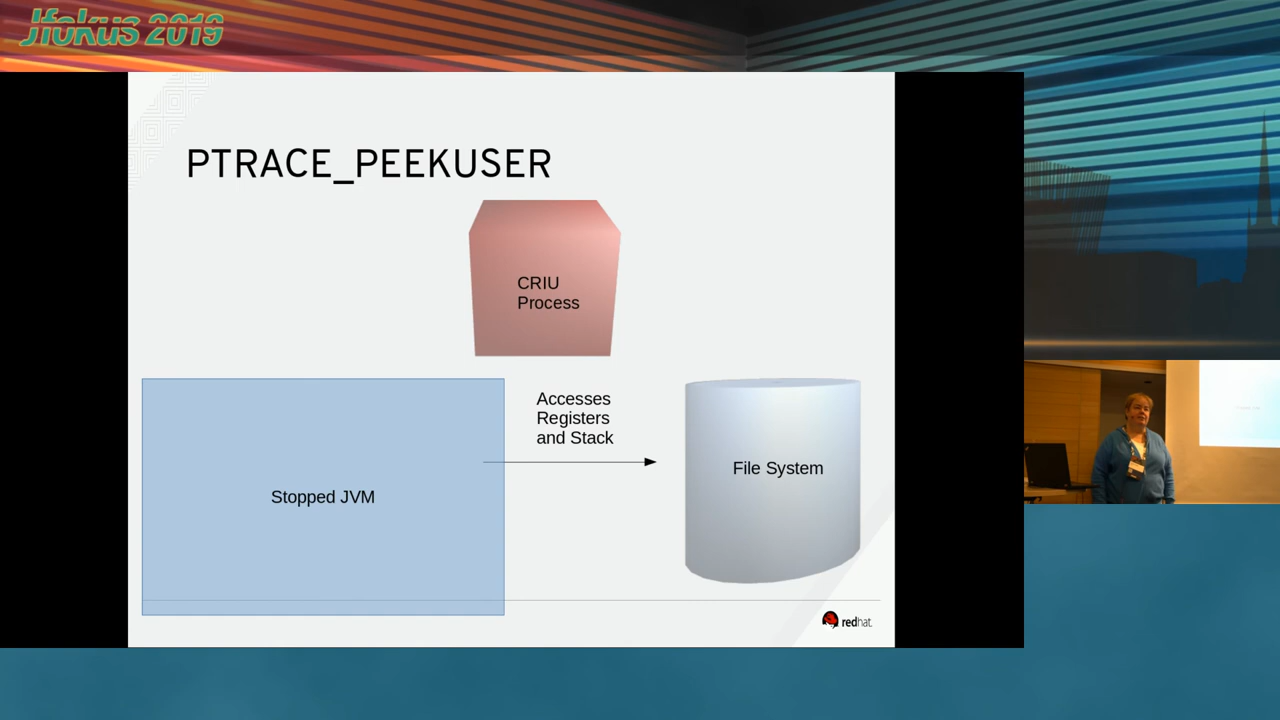 Jfokus 2019
PTRACE_PEEKUSER
CRIU
Process
Accesses
Registers
and Stack
Stopped JVM
File System
redhat.